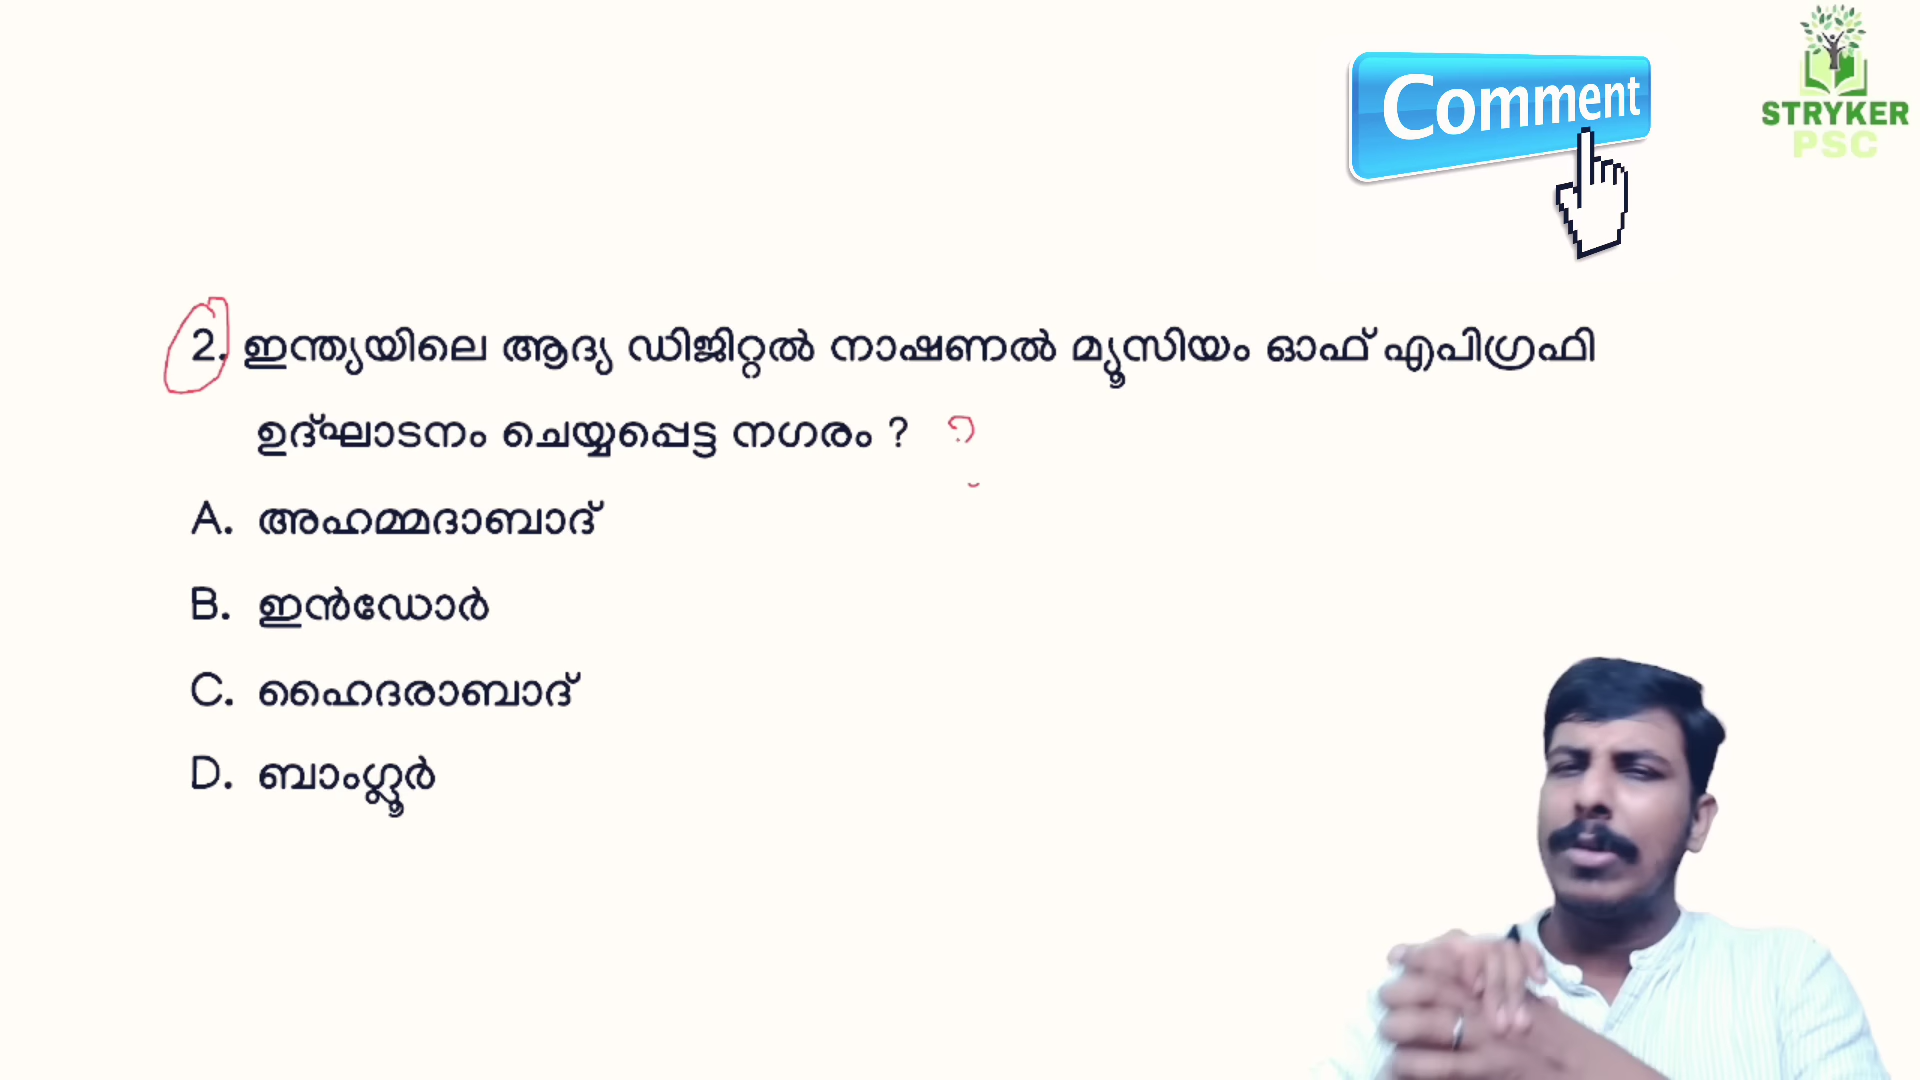 Comment
STRYKER
PSC
2. ഇന്ത്യയിലെ ആദ്യ ഡിജിറ്റൽ നാഷണൽ മ്യൂസിയം ഓഫ് എപിഗ്രഫി
ഉദ്ഘാടനം ചെയ്യപ്പെട്ട നഗരം ? ?
A. അഹമ്മദാബാദ്
B. ഇൻഡോർ
C. ഹൈദരാബാദ്
D. ബാംഗ്ലൂർ